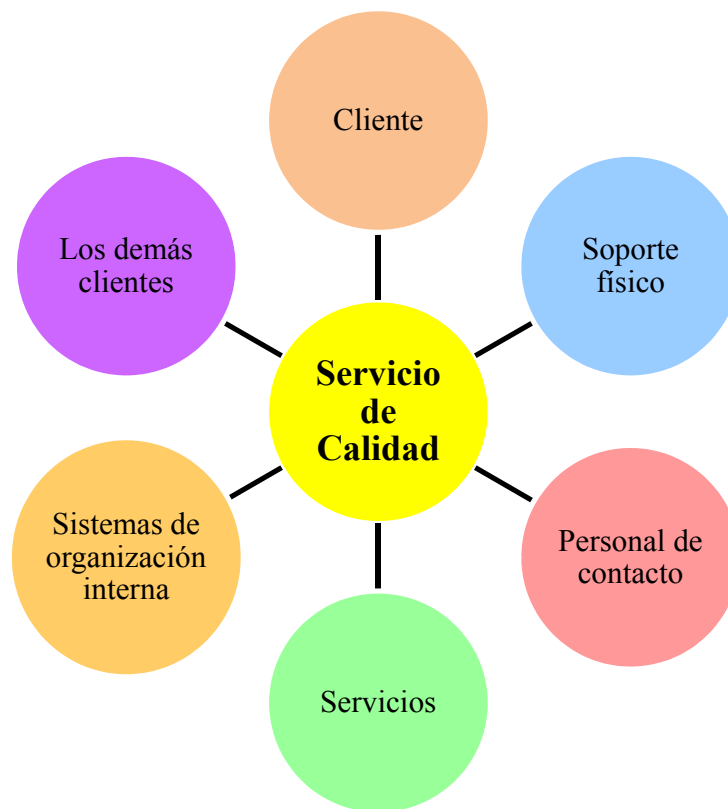 Cliente
Los demás
clientes
Soporte
físico
Servicio
de
Calidad
Sistemas de
organización
interna
Personal de
contacto
Servicios